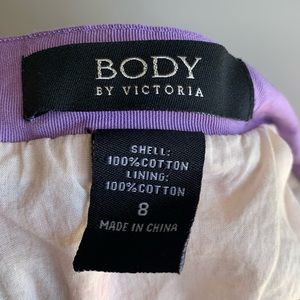 BODY
BY VICTORIA
SHELL:
100%COTTON
LINING:
100%COTTON
8
MADE IN CHINA